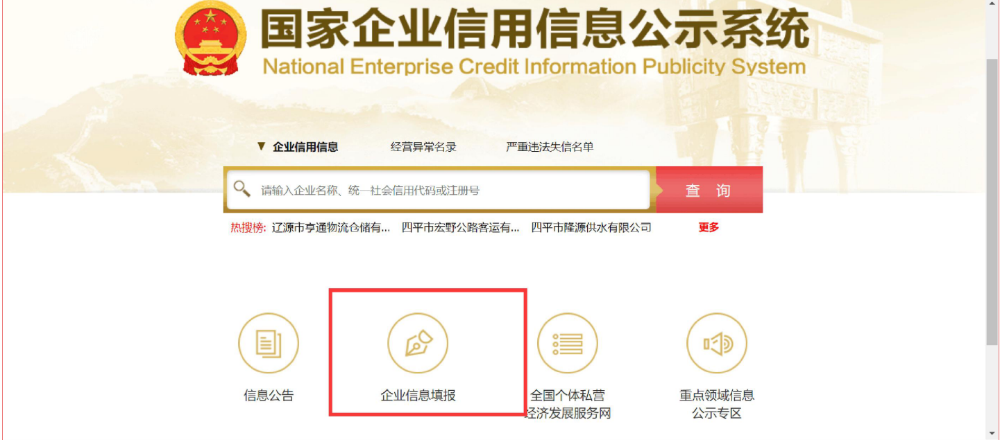 国家企业信用信息公示系统
National Enterprise Credit Information Publicity System
▼ 企业信用信息 经营异常名录 严重违法失信名单
请输入企业名称、统一社会信用代码或注册号 查 询
热搜榜: 辽源市亨通物流仓储有... 四平市宏野公路客运有... 四平市隆源供水有限公司 更多
信息公告 企业信息填报 全国个体私营 重点领域信息
经济发展服务网 公示专区